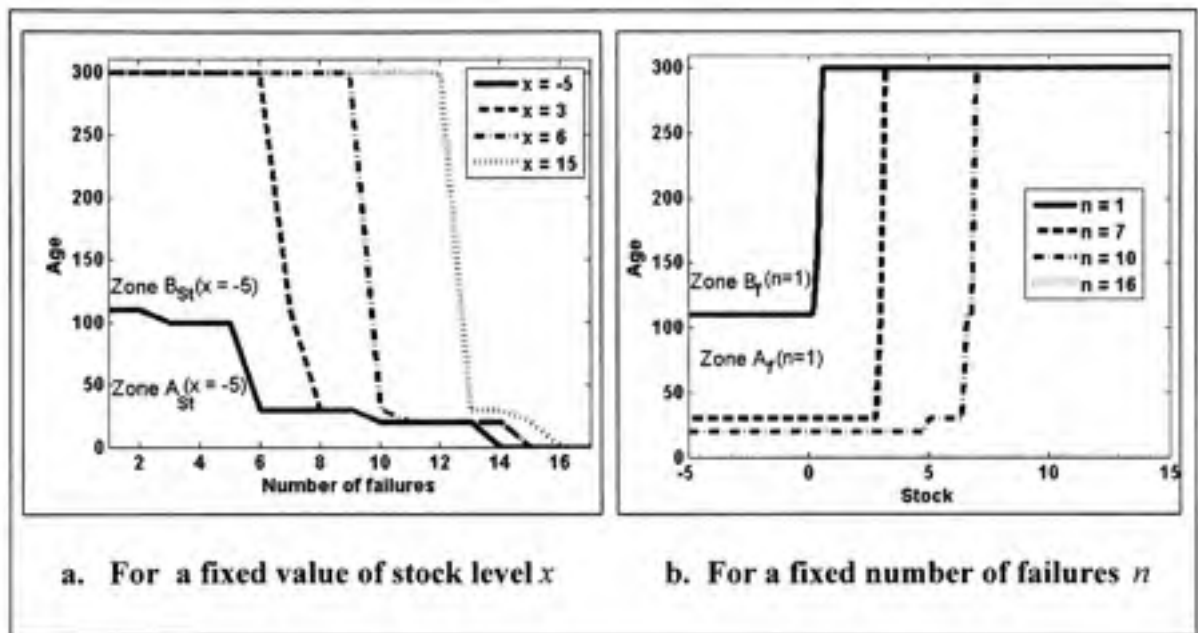 300
250
200
150
100
50
0
Age
x = -5
x = 3
x = 6
x = 15
Zone B_St(x = -5)
Zone A_St(x = -5)
2 4 6 8 10 12 14 16
Number of failures
300
250
200
150
100
50
0
Age
n = 1
n = 7
n = 10
n = 16
Zone B_f(n=1)
Zone A_f(n=1)
-5 0 5 10 15
Stock
a. For a fixed value of stock level x
b. For a fixed number of failures n